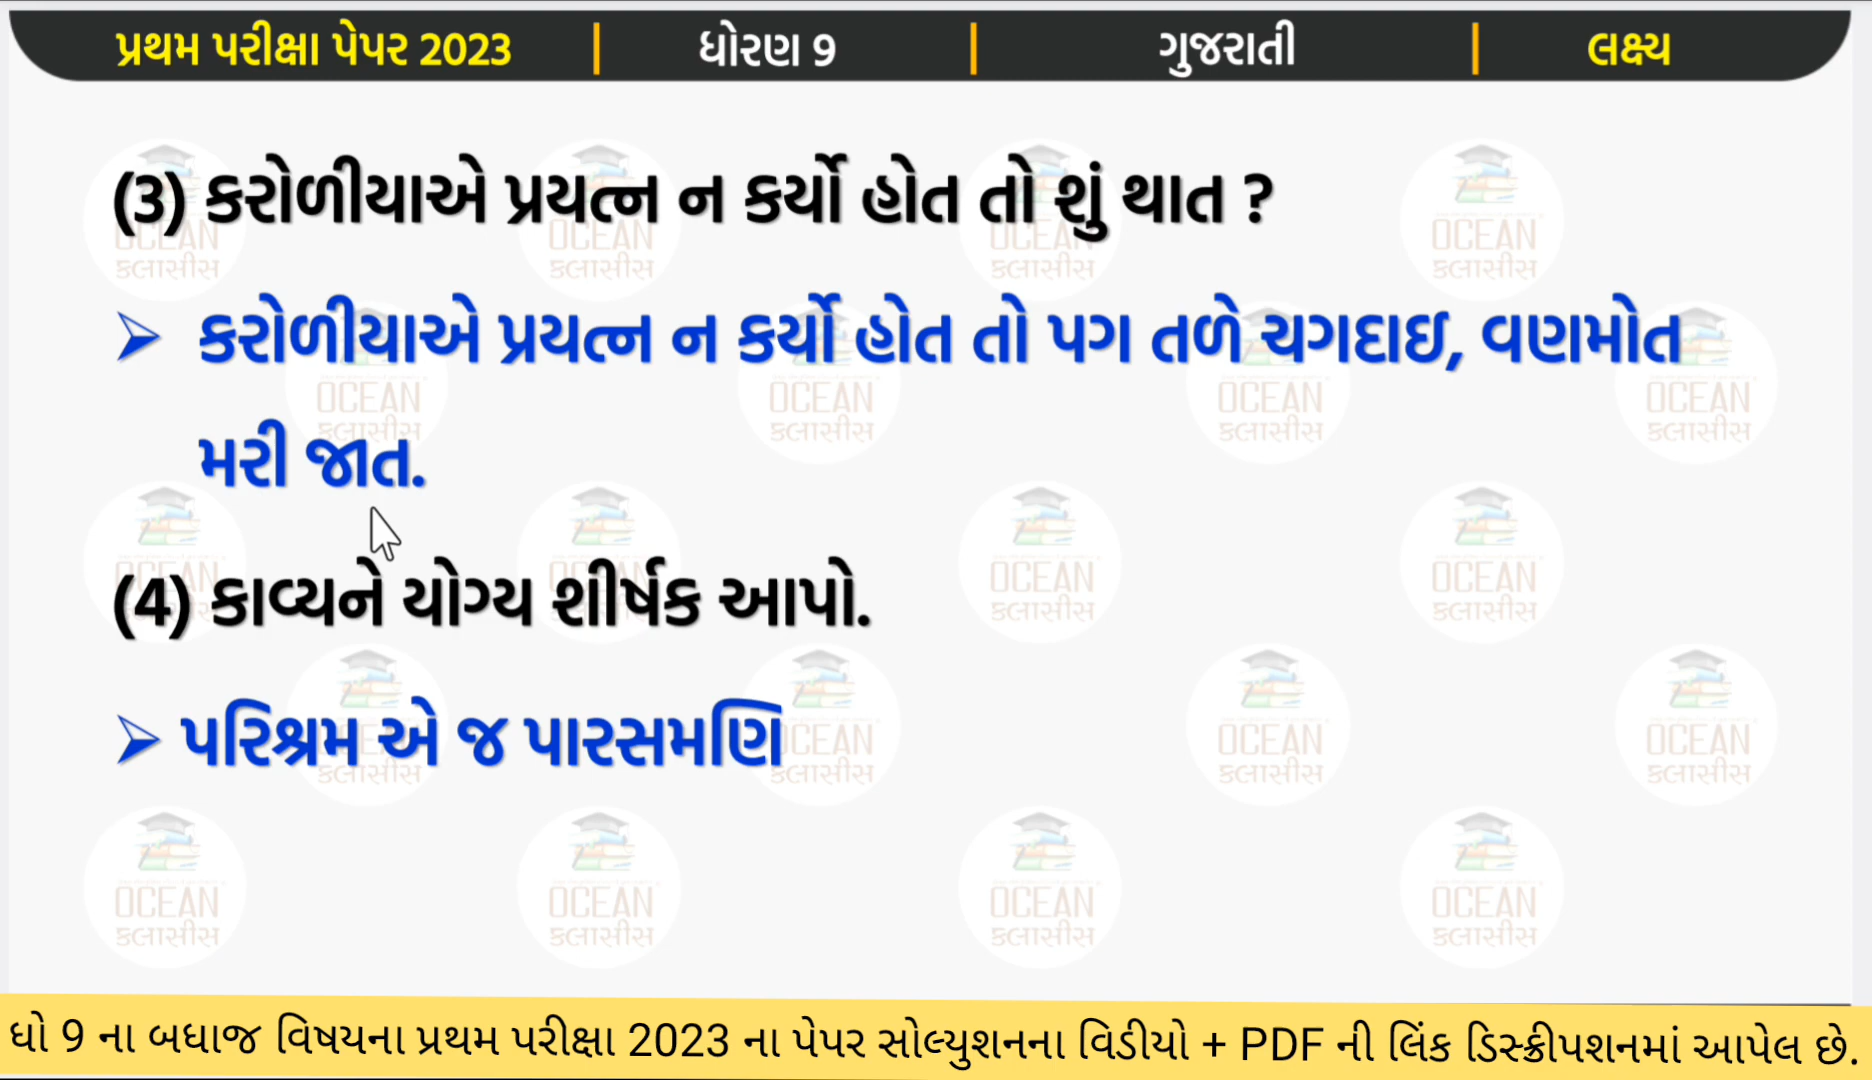 પ્રથમ પરીક્ષા પેપર 2023 | ધોરણ 9 | ગુજરાતી | લક્ષ્ય
(3) કરોળીયાએ પ્રયત્ન ન કર્યો હોત તો શું થાત ?
➢ કરોળીયાએ પ્રયત્ન ન કર્યો હોત તો પગ તળે ચગદાઇ, વણમોત
મરી જાત.
(4) કાવ્યને યોગ્ય શીર્ષક આપો.
➢ પરિશ્રમ એ જ પારસમણિ
OCEAN
કલાસીસ
ધો 9 ના બધાજ વિષયના પ્રથમ પરીક્ષા 2023 ના પેપર સોલ્યુશનના વિડીયો + PDF ની લિંક ડિસ્ક્રીપશનમાં આપેલ છે.